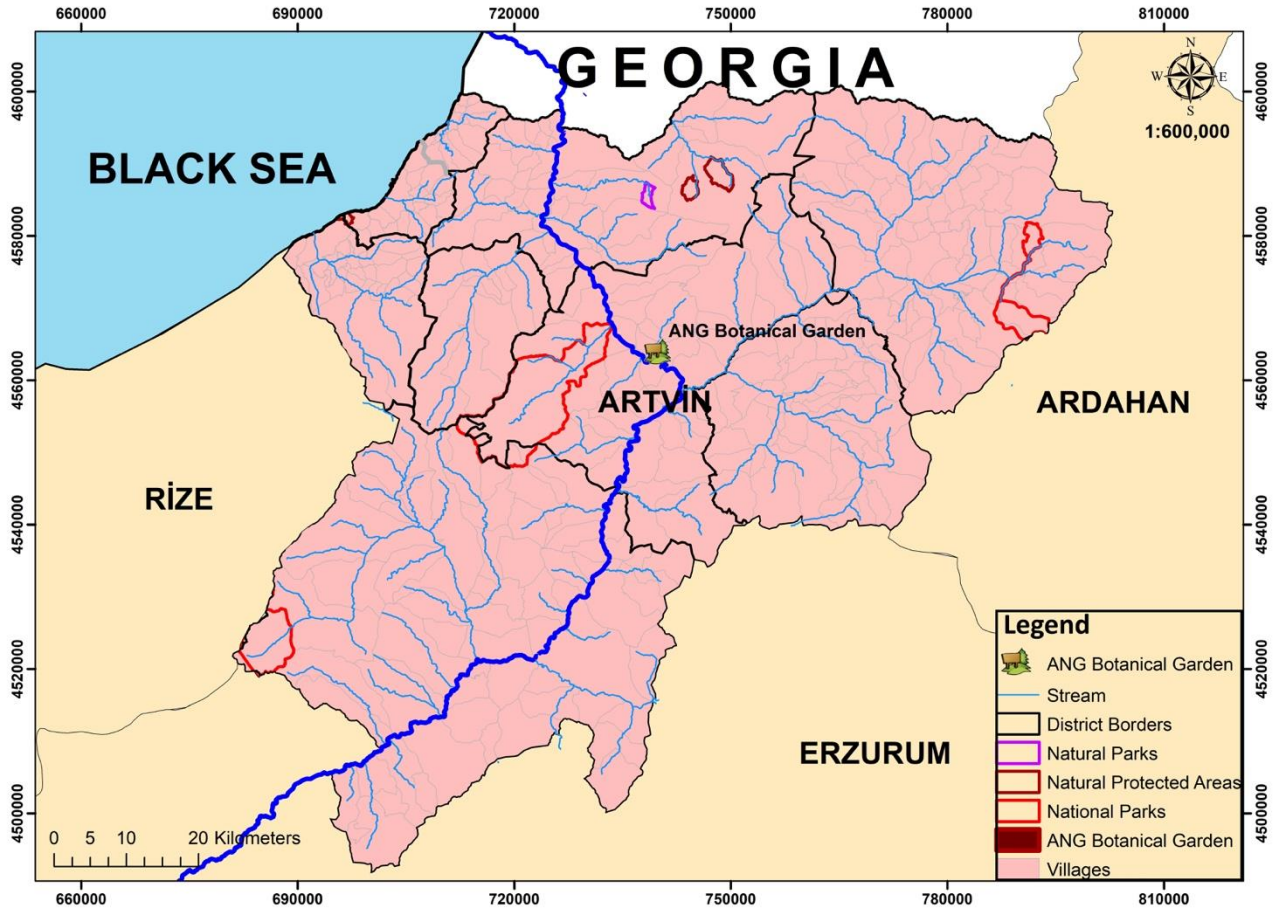 660000 690000 720000 750000 780000 810000
GEORGIA
N
W E
S
1:600,000
4600000 4600000
BLACK SEA
4580000 4580000
ANG Botanical Garden
4560000 4560000
ARTVİN
ARDAHAN
RİZE
4540000 4540000
Legend
ANG Botanical Garden
Stream
District Borders
Natural Parks
Natural Protected Areas
National Parks
ANG Botanical Garden
Villages
4520000 4520000
ERZURUM
4500000 4500000
0 5 10 20 Kilometers
660000 690000 720000 750000 780000 810000